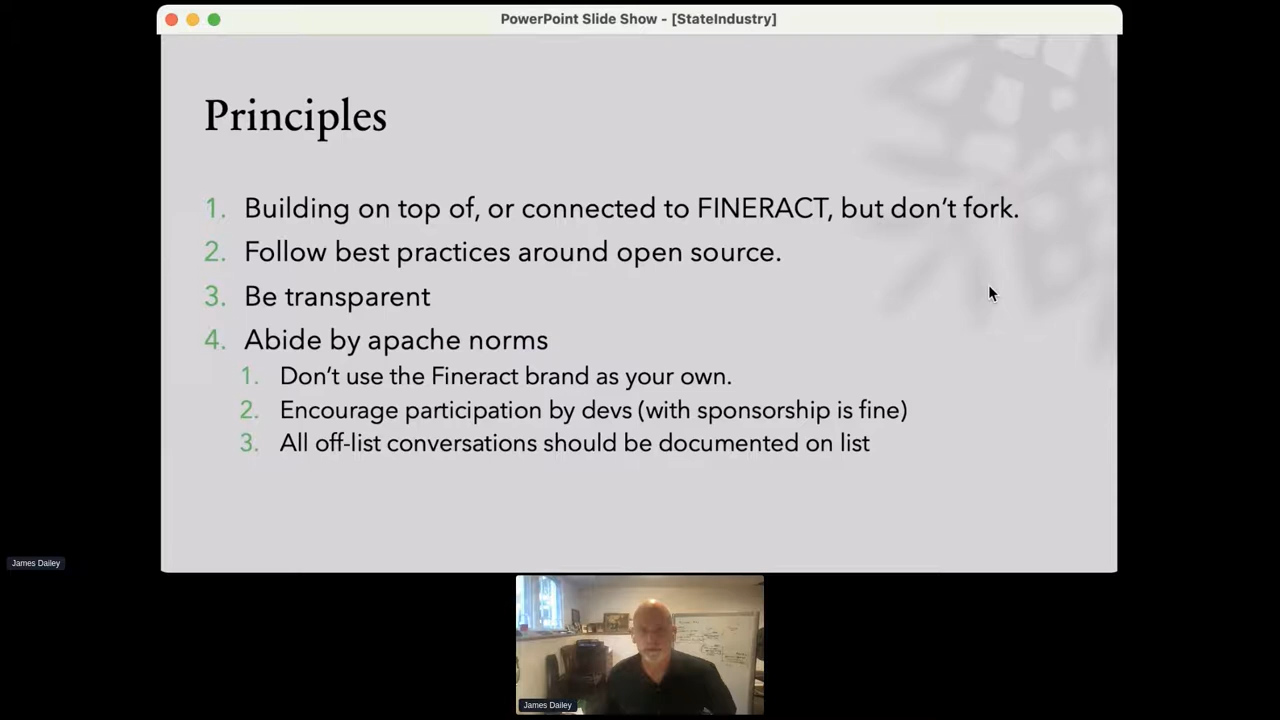 PowerPoint Slide Show - [StateIndustry]
Principles
1. Building on top of, or connected to FINERACT, but don’t fork.
2. Follow best practices around open source.
3. Be transparent
4. Abide by apache norms
1. Don’t use the Fineract brand as your own.
2. Encourage participation by devs (with sponsorship is fine)
3. All off-list conversations should be documented on list
James Dailey
James Dailey